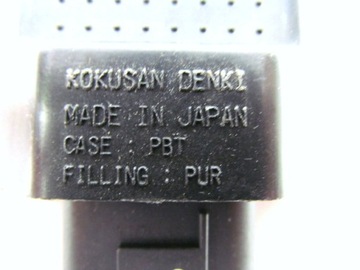 KOKUSAN DENKI
MADE IN JAPAN
CASE : PBT
FILLING : PUR